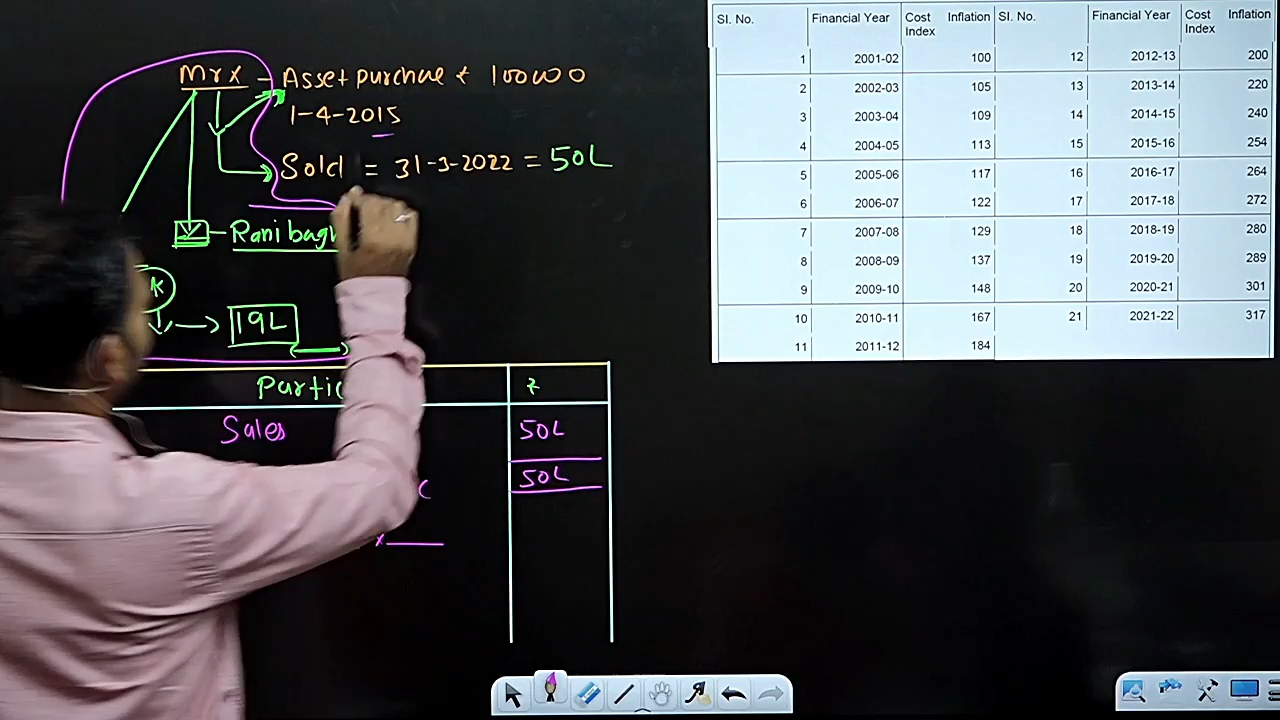 Mr X - Asset purchase ₹ 100000
1-4-2015
Sold = 31-3-2022 = 50L
19L
₹
Sales 50L
50L
Sl. No. Financial Year Cost Inflation Index Sl. No. Financial Year Cost Inflation Index
1 2001-02 100 12 2012-13 200
2 2002-03 105 13 2013-14 220
3 2003-04 109 14 2014-15 240
4 2004-05 113 15 2015-16 254
5 2005-06 117 16 2016-17 264
6 2006-07 122 17 2017-18 272
7 2007-08 129 18 2018-19 280
8 2008-09 137 19 2019-20 289
9 2009-10 148 20 2020-21 301
10 2010-11 167 21 2021-22 317
11 2011-12 184